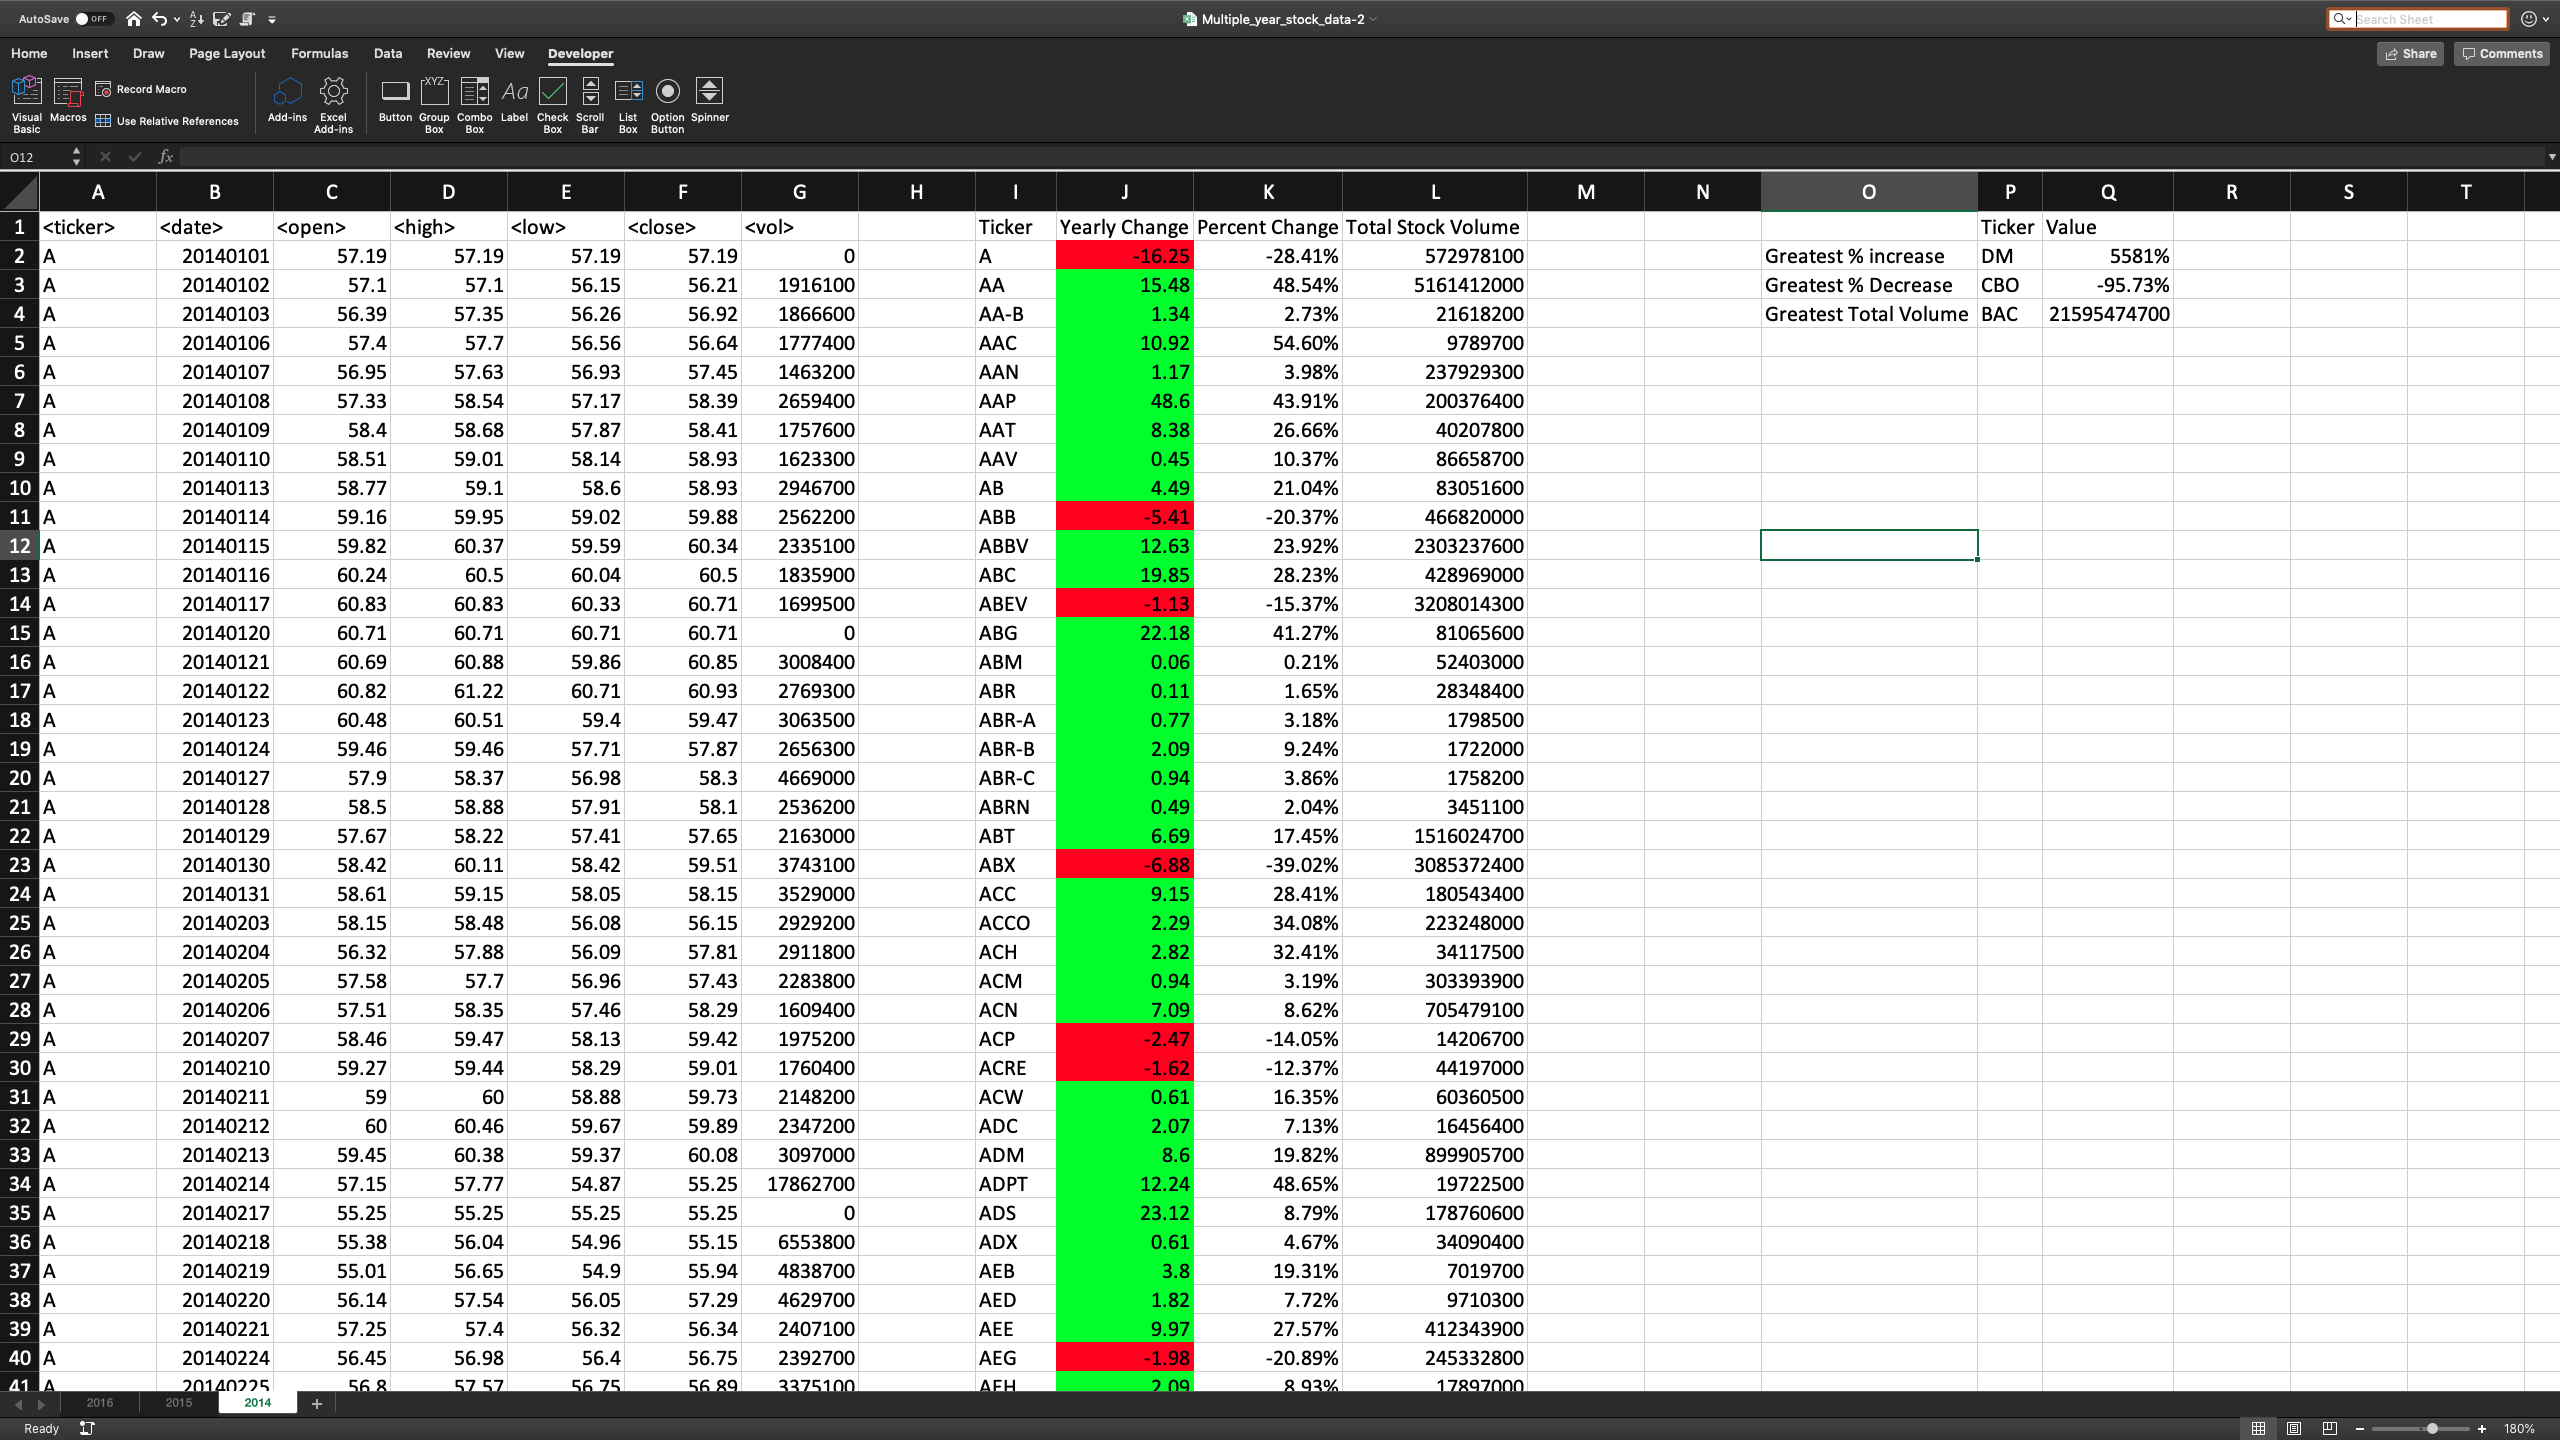 AutoSave OFF Multiple_year_stock_data-2 Search Sheet
Home Insert Draw Page Layout Formulas Data Review View Developer Share Comments
Visual Basic Macros Record Macro Use Relative References Add-ins Excel Add-ins Button Group Box Combo Box Label Check Box Scroll Bar List Box Option Button Spinner
O12 fx
A B C D E F G H I J K L M N O P Q R S T
1 <ticker> <date> <open> <high> <low> <close> <vol> Ticker Yearly Change Percent Change Total Stock Volume Ticker Value
2 A 20140101 57.19 57.19 57.19 57.19 0 A -16.25 -28.41% 572978100 Greatest % increase DM 5581%
3 A 20140102 57.1 57.1 56.15 56.21 1916100 AA 15.48 48.54% 5161412000 Greatest % Decrease CBO -95.73%
4 A 20140103 56.39 57.35 56.26 56.92 1866600 AA-B 1.34 2.73% 21618200 Greatest Total Volume BAC 21595474700
5 A 20140106 57.4 57.7 56.56 56.64 1777400 AAC 10.92 54.60% 9789700
6 A 20140107 56.95 57.63 56.93 57.45 1463200 AAN 1.17 3.98% 237929300
7 A 20140108 57.33 58.54 57.17 58.39 2659400 AAP 48.6 43.91% 200376400
8 A 20140109 58.4 58.68 57.87 58.41 1757600 AAT 8.38 26.66% 40207800
9 A 20140110 58.51 59.01 58.14 58.93 1623300 AAV 0.45 10.37% 86658700
10 A 20140113 58.77 59.1 58.6 58.93 2946700 AB 4.49 21.04% 83051600
11 A 20140114 59.16 59.95 59.02 59.88 2562200 ABB -5.41 -20.37% 466820000
12 A 20140115 59.82 60.37 59.59 60.34 2335100 ABBV 12.63 23.92% 2303237600
13 A 20140116 60.24 60.5 60.04 60.5 1835900 ABC 19.85 28.23% 428969000
14 A 20140117 60.83 60.83 60.33 60.71 1699500 ABEV -1.13 -15.37% 3208014300
15 A 20140120 60.71 60.71 60.71 60.71 0 ABG 22.18 41.27% 81065600
16 A 20140121 60.69 60.88 59.86 60.85 3008400 ABM 0.06 0.21% 52403000
17 A 20140122 60.82 61.22 60.71 60.93 2769300 ABR 0.11 1.65% 28348400
18 A 20140123 60.48 60.51 59.4 59.47 3063500 ABR-A 0.77 3.18% 1798500
19 A 20140124 59.46 59.46 57.71 57.87 2656300 ABR-B 2.09 9.24% 1722000
20 A 20140127 57.9 58.37 56.98 58.3 4669000 ABR-C 0.94 3.86% 1758200
21 A 20140128 58.5 58.88 57.91 58.1 2536200 ABRN 0.49 2.04% 3451100
22 A 20140129 57.67 58.22 57.41 57.65 2163000 ABT 6.69 17.45% 1516024700
23 A 20140130 58.42 60.11 58.42 59.51 3743100 ABX -6.88 -39.02% 3085372400
24 A 20140131 58.61 59.15 58.05 58.15 3529000 ACC 9.15 28.41% 180543400
25 A 20140203 58.15 58.48 56.08 56.15 2929200 ACCO 2.29 34.08% 223248000
26 A 20140204 56.32 57.88 56.09 57.81 2911800 ACH 2.82 32.41% 34117500
27 A 20140205 57.58 57.7 56.96 57.43 2283800 ACM 0.94 3.19% 303393900
28 A 20140206 57.51 58.35 57.46 58.29 1609400 ACN 7.09 8.62% 705479100
29 A 20140207 58.46 59.47 58.13 59.42 1975200 ACP -2.47 -14.05% 14206700
30 A 20140210 59.27 59.44 58.29 59.01 1760400 ACRE -1.62 -12.37% 44197000
31 A 20140211 59 60 58.88 59.73 2148200 ACW 0.61 16.35% 60360500
32 A 20140212 60 60.46 59.67 59.89 2347200 ADC 2.07 7.13% 16456400
33 A 20140213 59.45 60.38 59.37 60.08 3097000 ADM 8.6 19.82% 899905700
34 A 20140214 57.15 57.77 54.87 55.25 17862700 ADPT 12.24 48.65% 19722500
35 A 20140217 55.25 55.25 55.25 55.25 0 ADS 23.12 8.79% 178760600
36 A 20140218 55.38 56.04 54.96 55.15 6553800 ADX 0.61 4.67% 34090400
37 A 20140219 55.01 56.65 54.9 55.94 4838700 AEB 3.8 19.31% 7019700
38 A 20140220 56.14 57.54 56.05 57.29 4629700 AED 1.82 7.72% 9710300
39 A 20140221 57.25 57.4 56.32 56.34 2407100 AEE 9.97 27.57% 412343900
40 A 20140224 56.45 56.98 56.4 56.75 2392700 AEG -1.98 -20.89% 245332800
41 A 20140225 56.8 57.57 56.75 56.89 3375100 AEH 2.09 8.93% 17897000
2016 2015 2014 +
Ready 180%